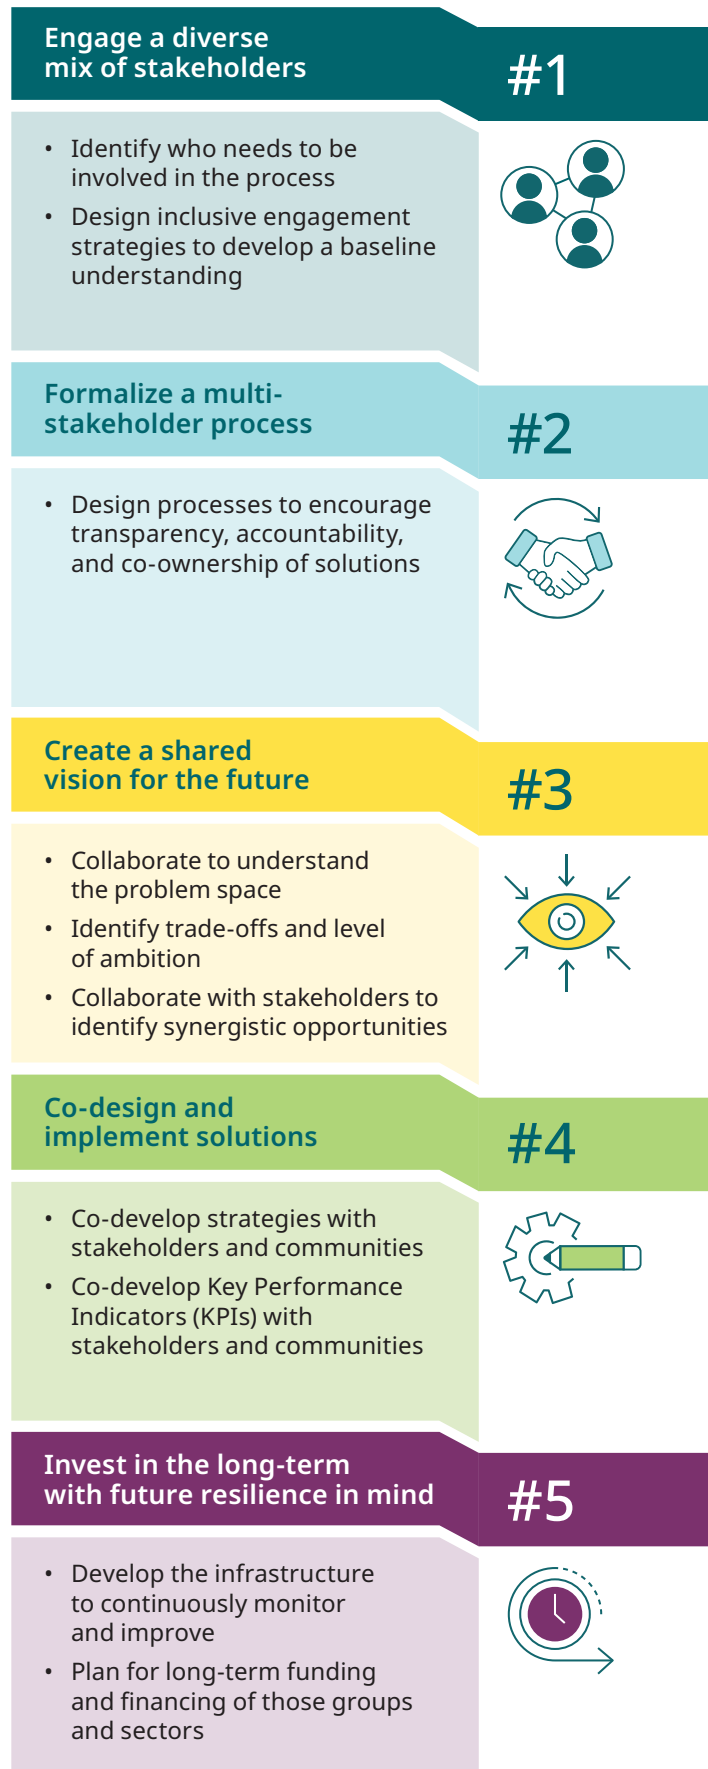 Engage a diverse
mix of stakeholders
#1
• Identify who needs to be
involved in the process
• Design inclusive engagement
strategies to develop a baseline
understanding
Formalize a multi-
stakeholder process
#2
• Design processes to encourage
transparency, accountability,
and co-ownership of solutions
Create a shared
vision for the future
#3
• Collaborate to understand
the problem space
• Identify trade-offs and level
of ambition
• Collaborate with stakeholders to
identify synergistic opportunities
Co-design and
implement solutions
#4
• Co-develop strategies with
stakeholders and communities
• Co-develop Key Performance
Indicators (KPIs) with
stakeholders and communities
Invest in the long-term
with future resilience in mind
#5
• Develop the infrastructure
to continuously monitor
and improve
• Plan for long-term funding
and financing of those groups
and sectors